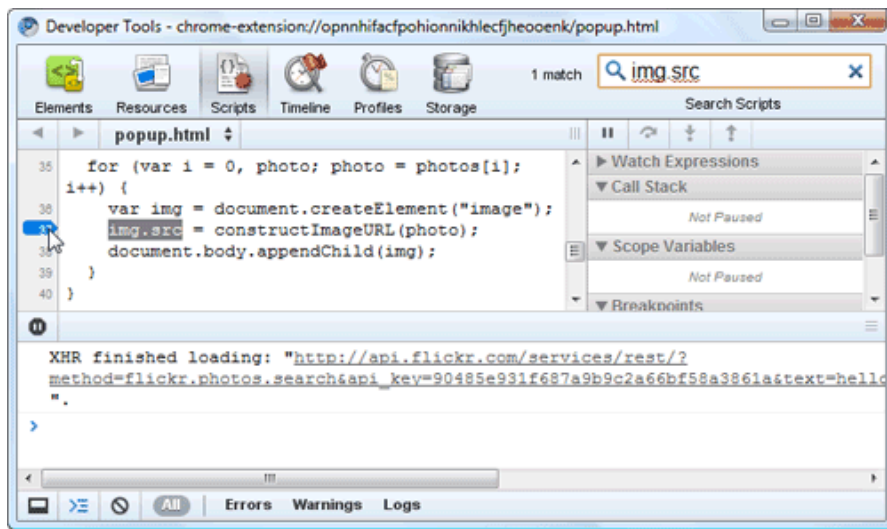 Developer Tools - chrome-extension://opnnhifacfpohionnikhlecfjheooenk/popup.html
1 match
img.src
Elements Resources Scripts Timeline Profiles Storage
Search Scripts
popup.html
Watch Expressions
Call Stack
Not Paused
Scope Variables
Not Paused
Breakpoints
35 for (var i = 0, photo; photo = photos[i];
i++) {
36 var img = document.createElement("image");
37 img.src = constructImageURL(photo);
38 document.body.appendChild(img);
39 }
40 }
XHR finished loading: "http://api.flickr.com/services/rest/?
method=flickr.photos.search&api_key=90485e931f687a9b9c2a66bf58a3861a&text=hello
".
>
All Errors Warnings Logs